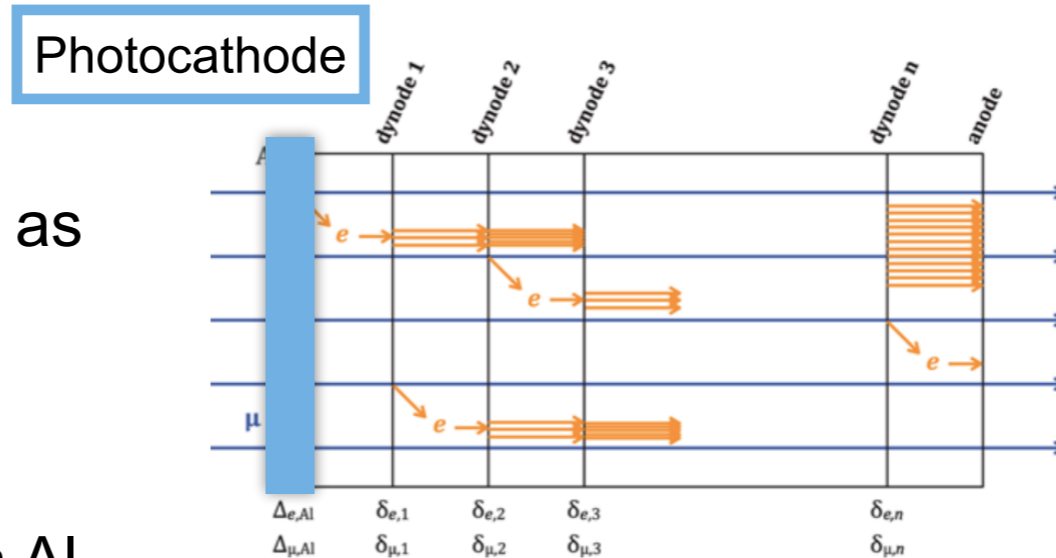 Photocathode
dynode 1
dynode 2
dynode 3
dynode n
anode
A
as
e
e
e
e
μ
Δe,Al δe,1 δe,2 δe,3 δe,n
Δμ,Al δμ,1 δμ,2 δμ,3 δμ,n
Al